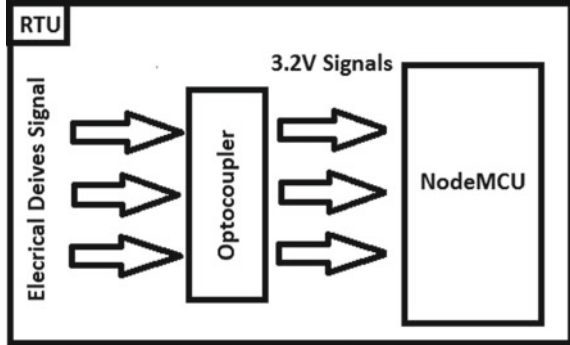 RTU
3.2V Signals
Elecrical Deives Signal
Optocoupler
NodeMCU